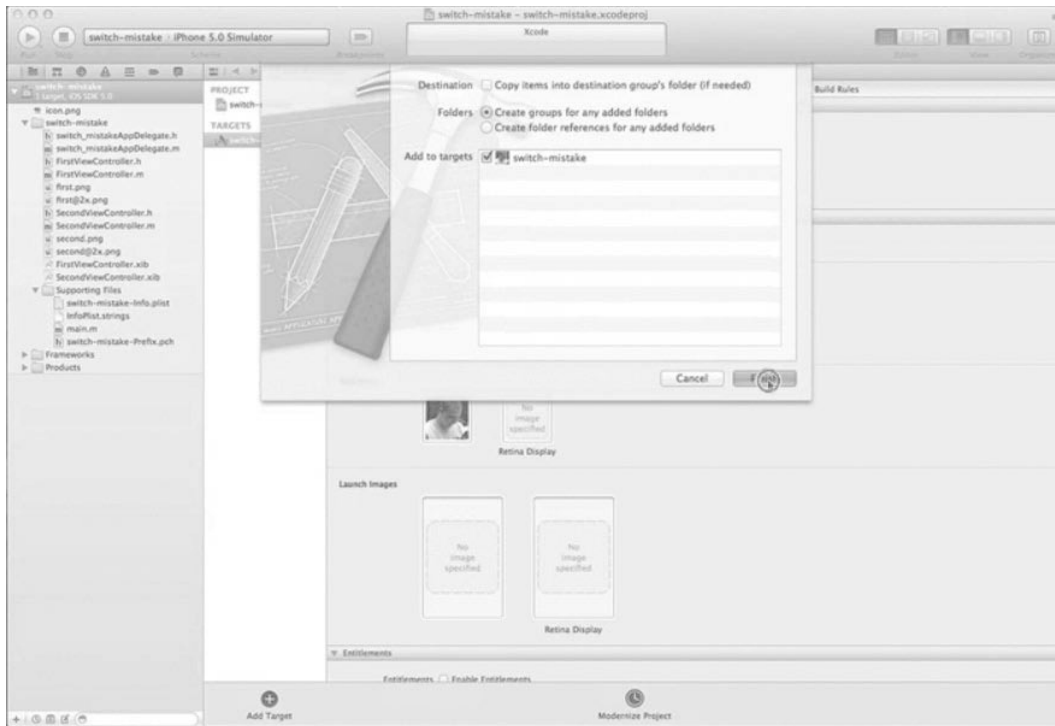 switch-mistake – switch-mistake.xcodeproj
switch-mistake iPhone 5.0 Simulator
Xcode
Run
Stop
Scheme
Breakpoints
Editor
View
Organizer
switch-mistake
1 target, iOS SDK 5.0
icon.png
switch-mistake
switch_mistakeAppDelegate.h
switch_mistakeAppDelegate.m
FirstViewController.h
FirstViewController.m
first.png
first@2x.png
SecondViewController.h
SecondViewController.m
second.png
second@2x.png
FirstViewController.xib
SecondViewController.xib
Supporting Files
switch-mistake-Info.plist
InfoPlist.strings
main.m
switch-mistake-Prefix.pch
Frameworks
Products
PROJECT
switch-
TARGETS
switch-
Destination Copy items into destination group's folder (if needed)
Folders Create groups for any added folders
Create folder references for any added folders
Add to targets switch-mistake
Cancel
Build Rules
No
image
specified
Retina Display
Launch Images
No
image
specified
No
image
specified
Retina Display
Entitlements
Entitlements Enable Entitlements
Add Target
Modernize Project